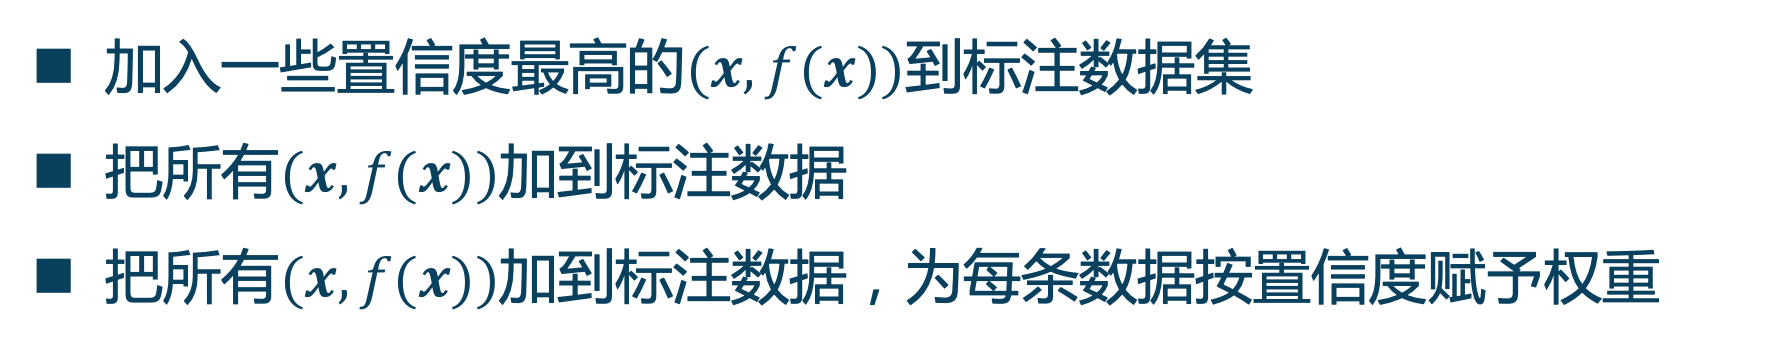 ■ 加入一些置信度最高的(x, f(x))到标注数据集
■ 把所有(x, f(x))加到标注数据
■ 把所有(x, f(x))加到标注数据，为每条数据按置信度赋予权重